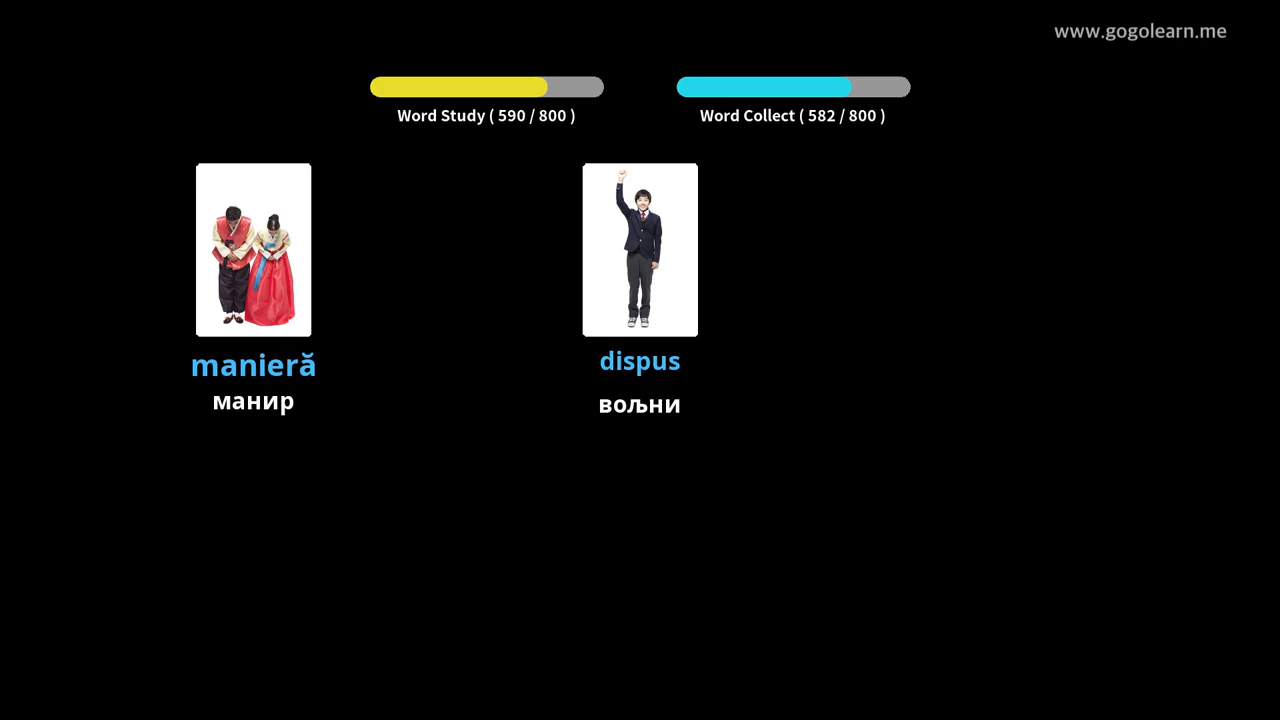 www.gogolearn.me
Word Study ( 590 / 800 )
Word Collect ( 582 / 800 )
manieră
манир
dispus
вољни